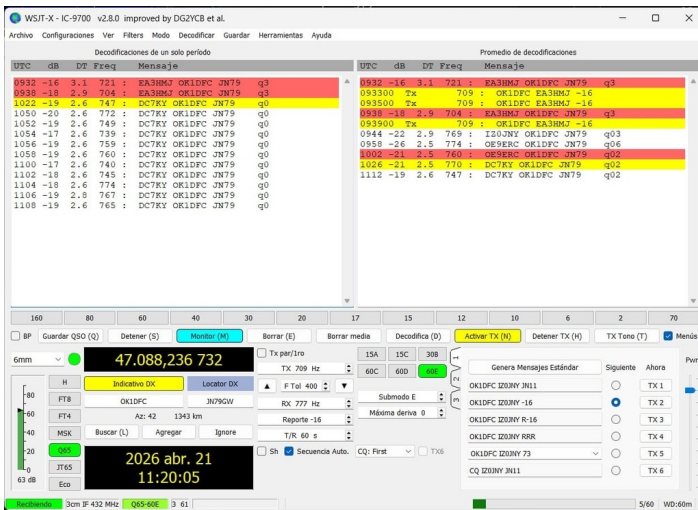 WSJT-X - IC-9700 v2.8.0 improved by DG2YCB et al.
Archivo Configuraciones Ver Filters Modo Decodificar Guardar Herramientas Ayuda
Decodificaciones de un solo período
UTC dB DT Freq Mensaje
0932 -16 3.1 721 : EA3HMJ OK1DFC JN79 q3
0938 -18 2.9 704 : EA3HMJ OK1DFC JN79 q3
1022 -19 2.6 747 : DC7KY OK1DFC JN79 q0
1050 -20 2.6 772 : DC7KY OK1DFC JN79 q0
1052 -19 2.6 749 : DC7KY OK1DFC JN79 q0
1054 -17 2.6 739 : DC7KY OK1DFC JN79 q0
1056 -19 2.6 759 : DC7KY OK1DFC JN79 q0
1058 -19 2.6 760 : DC7KY OK1DFC JN79 q0
1100 -17 2.6 740 : DC7KY OK1DFC JN79 q0
1102 -18 2.6 745 : DC7KY OK1DFC JN79 q0
1104 -18 2.6 774 : DC7KY OK1DFC JN79 q0
1106 -19 2.8 767 : DC7KY OK1DFC JN79 q0
1108 -19 2.6 765 : DC7KY OK1DFC JN79 q0
Promedio de decodificaciones
UTC dB DT Freq Mensaje
0932 -16 3.1 721 : EA3HMJ OK1DFC JN79 q3
093300 Tx 709 : OK1DFC EA3HMJ -16
093500 Tx 709 : OK1DFC EA3HMJ -16
0938 -18 2.9 704 : EA3HMJ OK1DFC JN79 q3
093900 Tx 709 : OK1DFC EA3HMJ -16
0944 -22 2.9 769 : IZ0JNY OK1DFC JN79 q03
0958 -26 2.5 774 : OE9ERC OK1DFC JN79 q06
1002 -21 2.5 760 : OE9ERC OK1DFC JN79 q02
1026 -21 2.5 770 : DC7KY OK1DFC JN79 q02
1112 -19 2.6 747 : DC7KY OK1DFC JN79 q02
160 80 60 40 30 20 17 15 12 10 6 2 70
BP Guardar QSO (Q) Detener (S) Monitor (M) Borrar (E) Borrar media Decodifica (D) Activar TX (N) Detener TX (H) TX Tono (T) Menús
6mm
47.088,236 732
H
FT8
FT4
MSK
Q65
JT65
Eco
80
60
40
20
0
63 dB
Indicativo DX Locator DX
OK1DFC JN79GW
Az: 42 1343 km
Buscar (L) Agregar Ignore
2026 abr. 21
11:20:05
Tx par/1ro
TX 709 Hz
F Tol 400
RX 777 Hz
Reporte -16
T/R 60 s
Sh Secuencia Auto. CQ: First TX6
15A 15C 30B
60C 60D 60E
Submodo E
Máxima deriva 0
1
2
3
Genera Mensajes Estándar Siguiente Ahora Pwr
OK1DFC IZ0JNY JN11 TX 1
OK1DFC IZ0JNY -16 TX 2
OK1DFC IZ0JNY R-16 TX 3
OK1DFC IZ0JNY RRR TX 4
OK1DFC IZ0JNY 73 TX 5
CQ IZ0JNY JN11 TX 6
Recibiendo 3cm IF 432 MHz Q65-60E 3 61 5/60 WD:60m